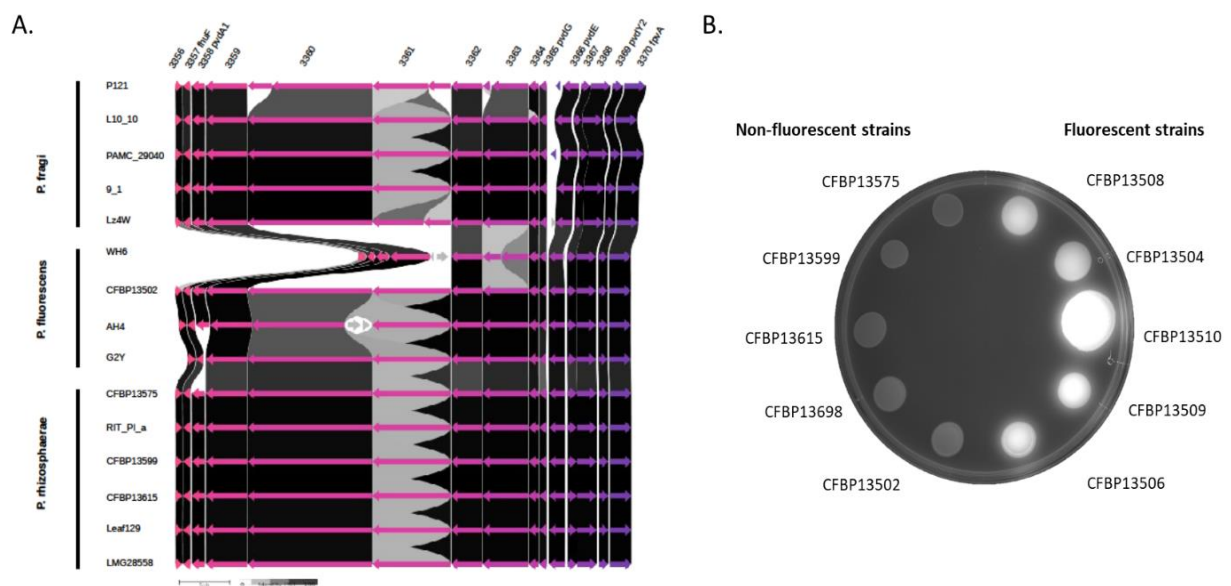 A.
3356
3357 fhuF
3358 pvdA1
3359
3360
3361
3362
3363
3364
3365 pvdG
3366 pvdE
3367
3368
3369 pvdY2
3370 fpvA
P. fragi
P121
L10_10
PAMC_29040
9_1
Lz4W
P. fluorescens
WH6
CFBP13502
AH4
G2Y
P. rhizosphaerae
CFBP13575
RIT_PI_a
CFBP13599
CFBP13615
Leaf129
LMG28558
B.
Non-fluorescent strains
Fluorescent strains
CFBP13575
CFBP13508
CFBP13599
CFBP13504
CFBP13615
CFBP13510
CFBP13698
CFBP13509
CFBP13502
CFBP13506